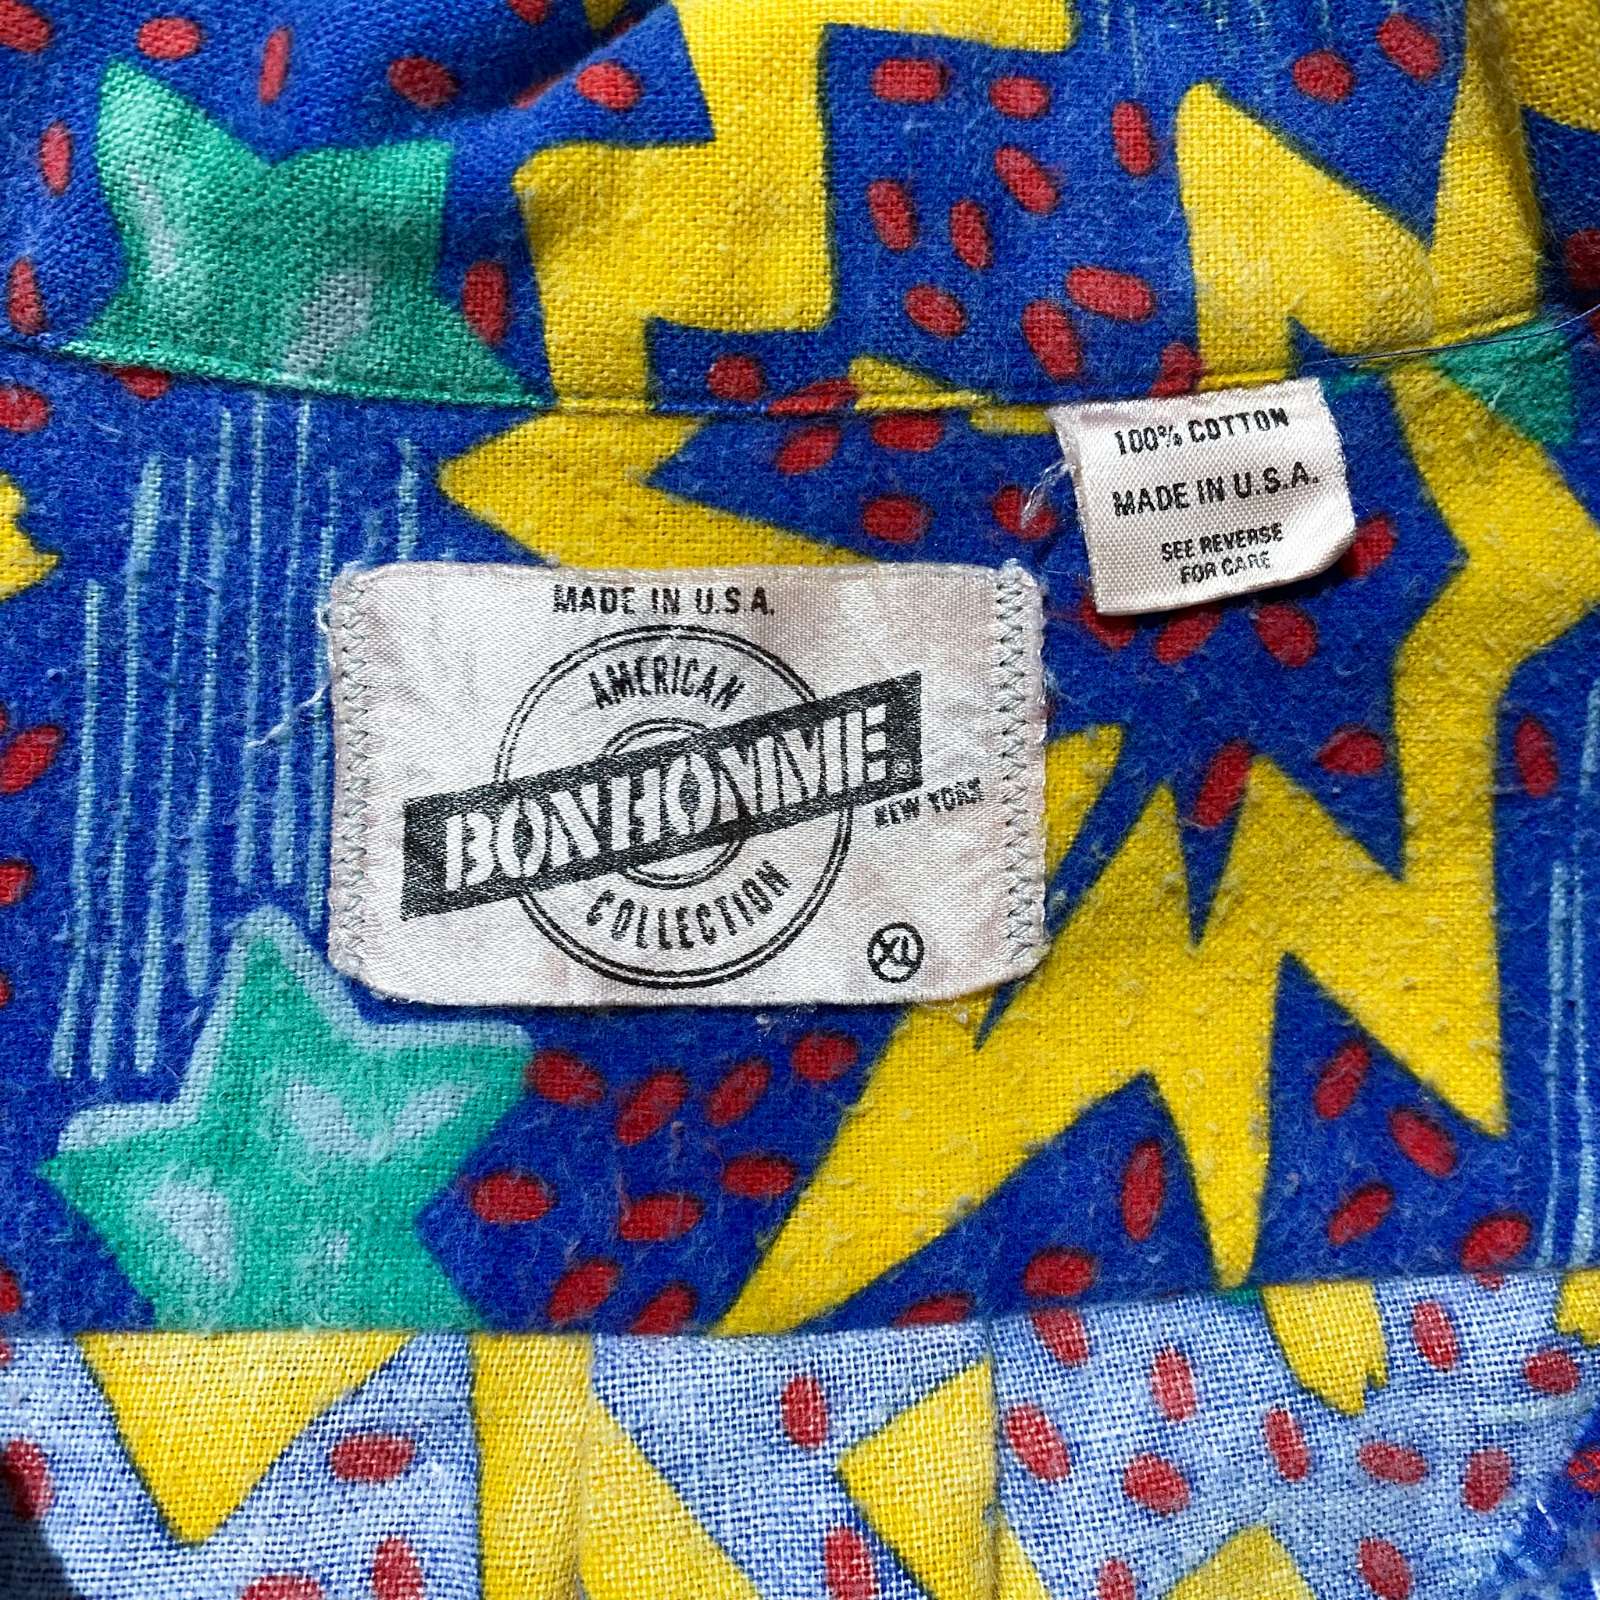 100% COTTON
MADE IN U.S.A.
SEE REVERSE
FOR CARE
MADE IN U.S.A.
AMERICAN
BONHOMME®
NEW YORK
COLLECTION
XL